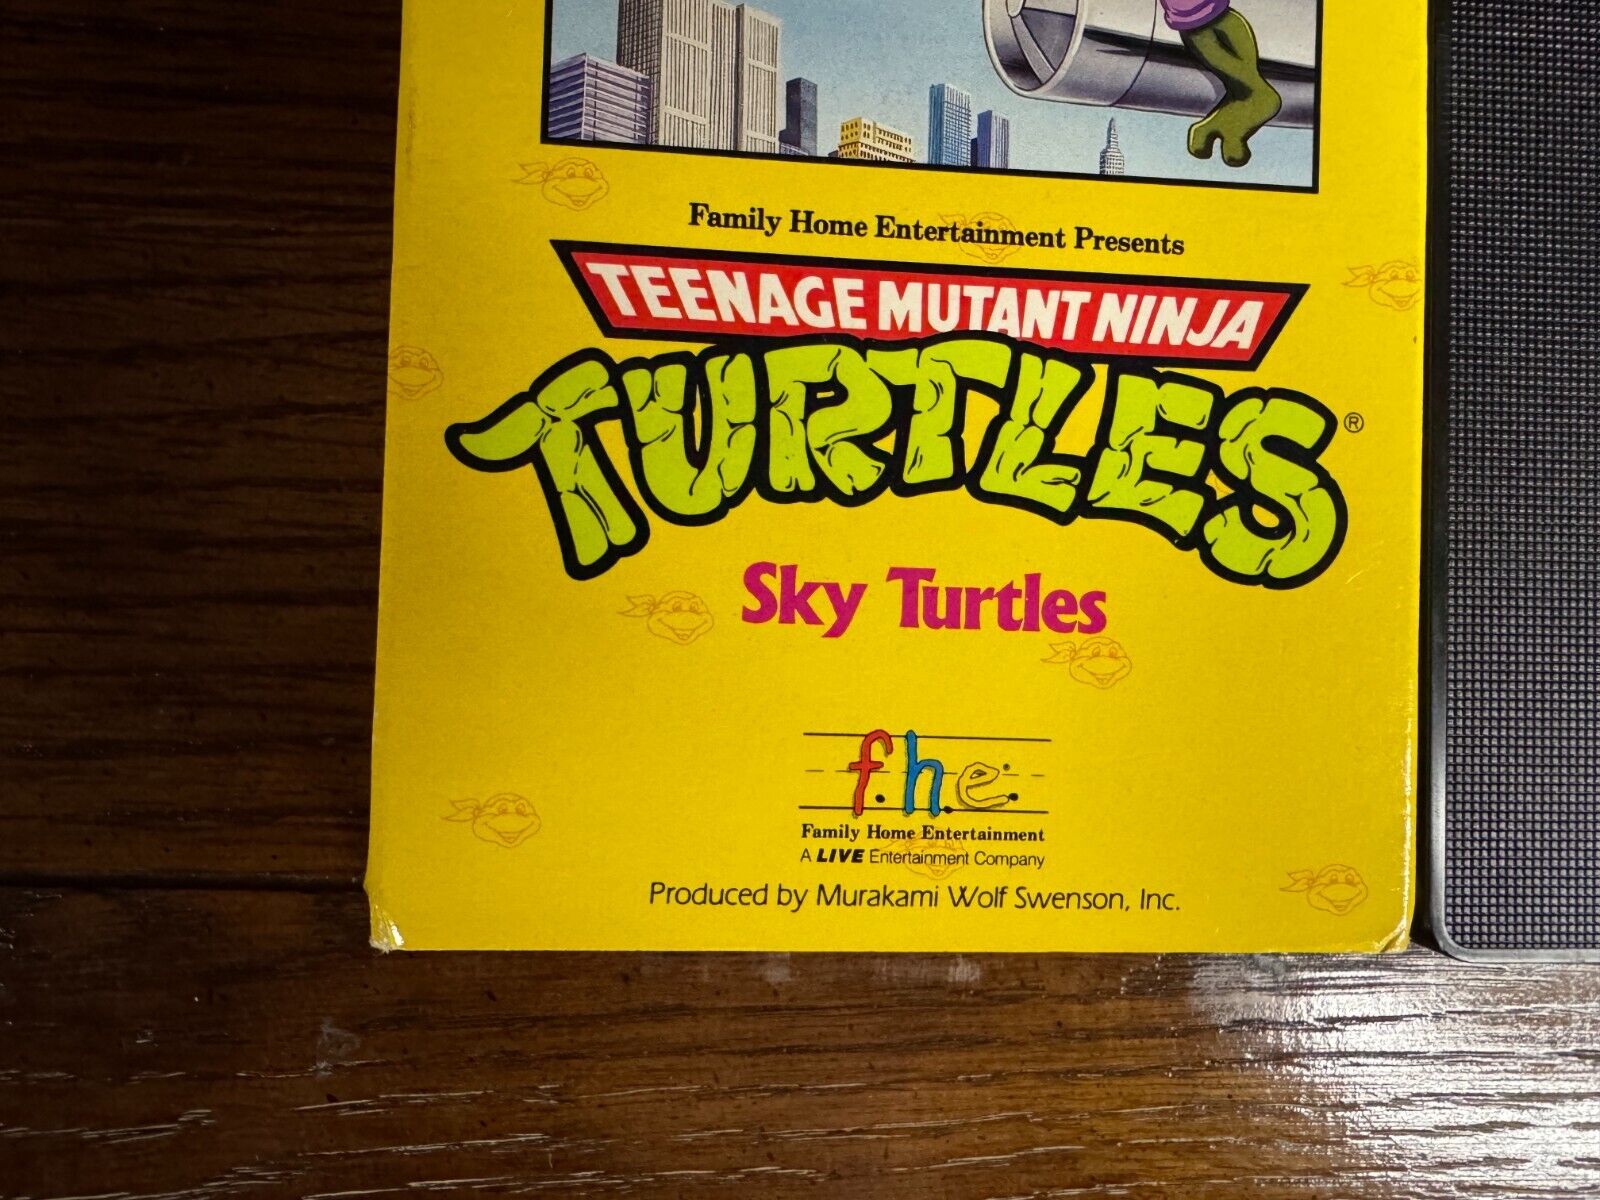 Family Home Entertainment Presents
TEENAGE MUTANT NINJA
TURTLES®
Sky Turtles
f.h.e.®
Family Home Entertainment
A LIVE Entertainment Company
Produced by Murakami Wolf Swenson, Inc.